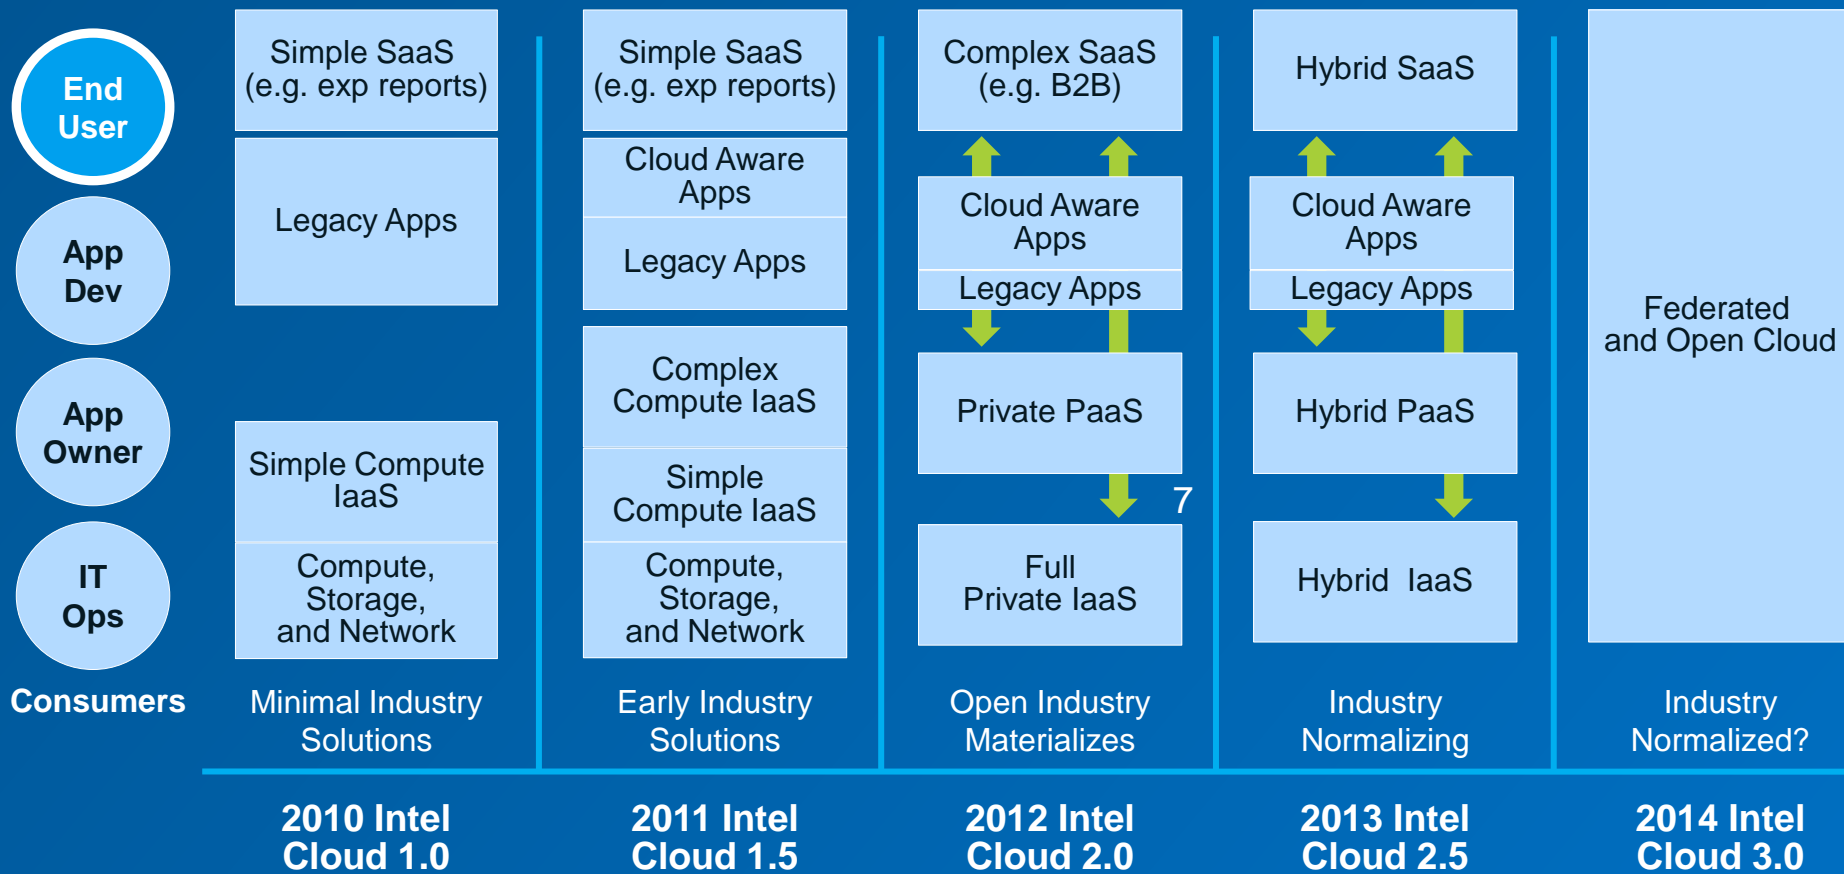 End
User
App
Dev
App
Owner
IT
Ops
Consumers
Simple SaaS
(e.g. exp reports)
Legacy Apps
Simple Compute
IaaS
Compute,
Storage,
and Network
Minimal Industry
Solutions
2010 Intel
Cloud 1.0
Simple SaaS
(e.g. exp reports)
Cloud Aware
Apps
Legacy Apps
Complex
Compute IaaS
Simple
Compute IaaS
Compute,
Storage,
and Network
Early Industry
Solutions
2011 Intel
Cloud 1.5
Complex SaaS
(e.g. B2B)
Cloud Aware
Apps
Legacy Apps
Private PaaS
7
Full
Private IaaS
Open Industry
Materializes
2012 Intel
Cloud 2.0
Hybrid SaaS
Cloud Aware
Apps
Legacy Apps
Hybrid PaaS
Hybrid IaaS
Industry
Normalizing
2013 Intel
Cloud 2.5
Federated
and Open Cloud
Industry
Normalized?
2014 Intel
Cloud 3.0